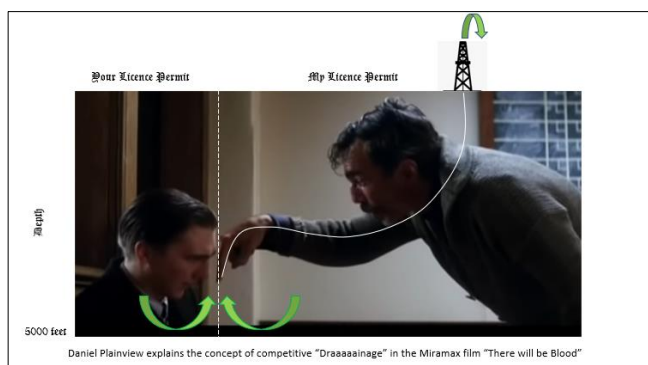 Your Licence Permit
My Licence Permit
Depth
5000 feet
Daniel Plainview explains the concept of competitive “Draaaaainage” in the Miramax film “There will be Blood”